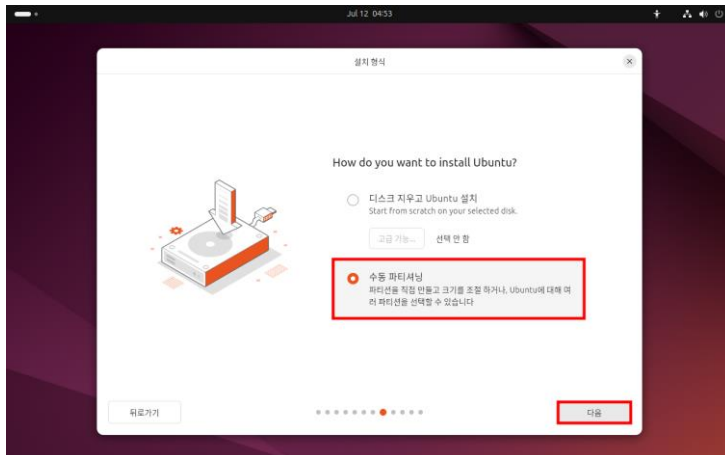 Jul 12 04:53
설치 형식
How do you want to install Ubuntu?
디스크 지우고 Ubuntu 설치
Start from scratch on your selected disk.
고급 기능... 선택 안 함
수동 파티셔닝
파티션을 직접 만들고 크기를 조절 하거나, Ubuntu에 대해 여
러 파티션을 선택할 수 있습니다
뒤로가기
다음